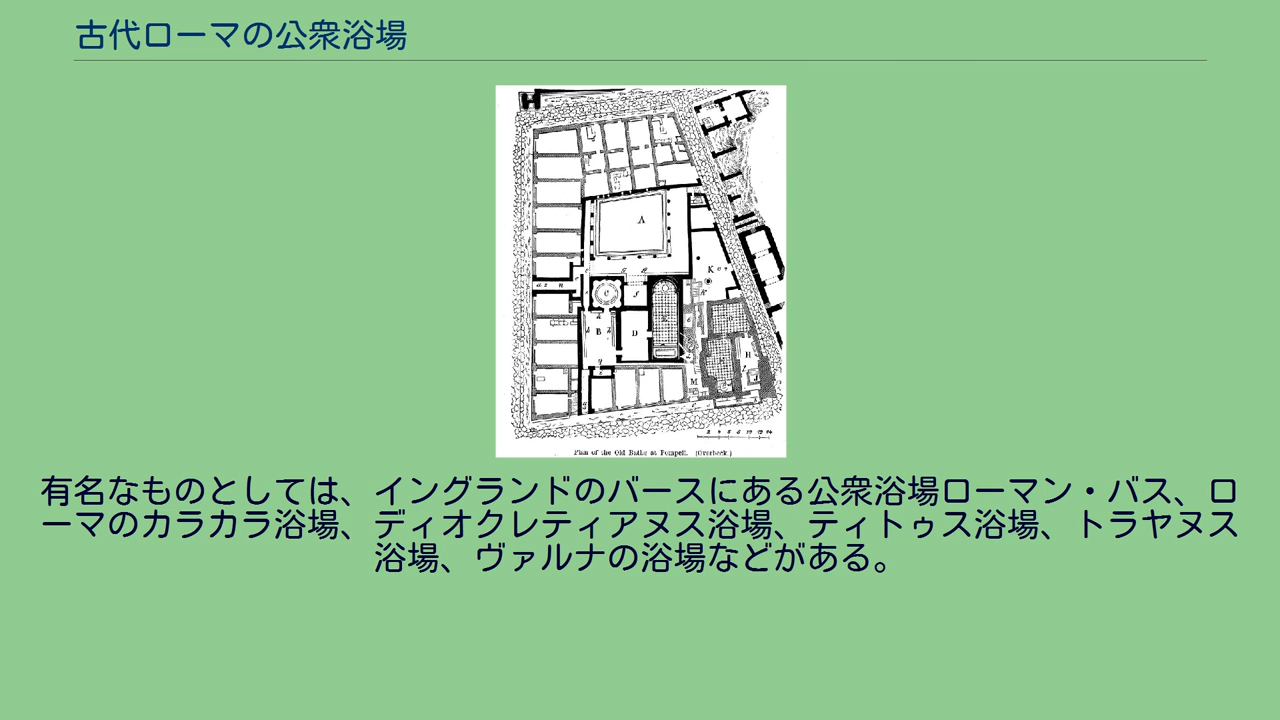 古代ローマの公衆浴場
A
K
C
f
B
D
H
M
Plan of the Old Baths at Pompeii. (Overbeck.)
有名なものとしては、イングランドのバースにある公衆浴場ローマン・バス、ロ
ーマのカラカラ浴場、ディオクレティアヌス浴場、ティトゥス浴場、トラヤヌス
浴場、ヴァルナの浴場などがある。